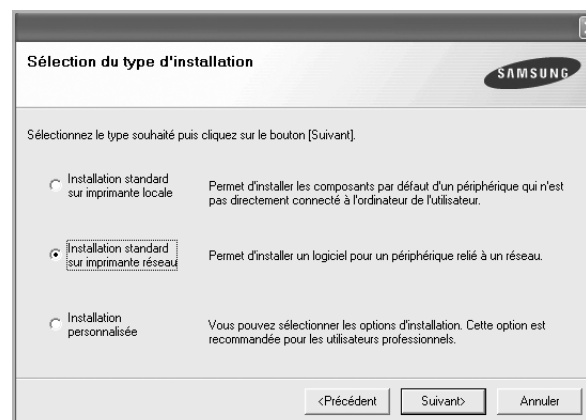 Sélection du type d'installation
SAMSUNG
Sélectionnez le type souhaité puis cliquez sur le bouton [Suivant].
Installation standard
sur imprimante locale
Permet d'installer les composants par défaut d'un périphérique qui n'est
pas directement connecté à l'ordinateur de l'utilisateur.
Installation standard
sur imprimante réseau
Permet d'installer un logiciel pour un périphérique relié à un réseau.
Installation
personnalisée
Vous pouvez sélectionner les options d'installation. Cette option est
recommandée pour les utilisateurs professionnels.
<Précédent
Suivant>
Annuler